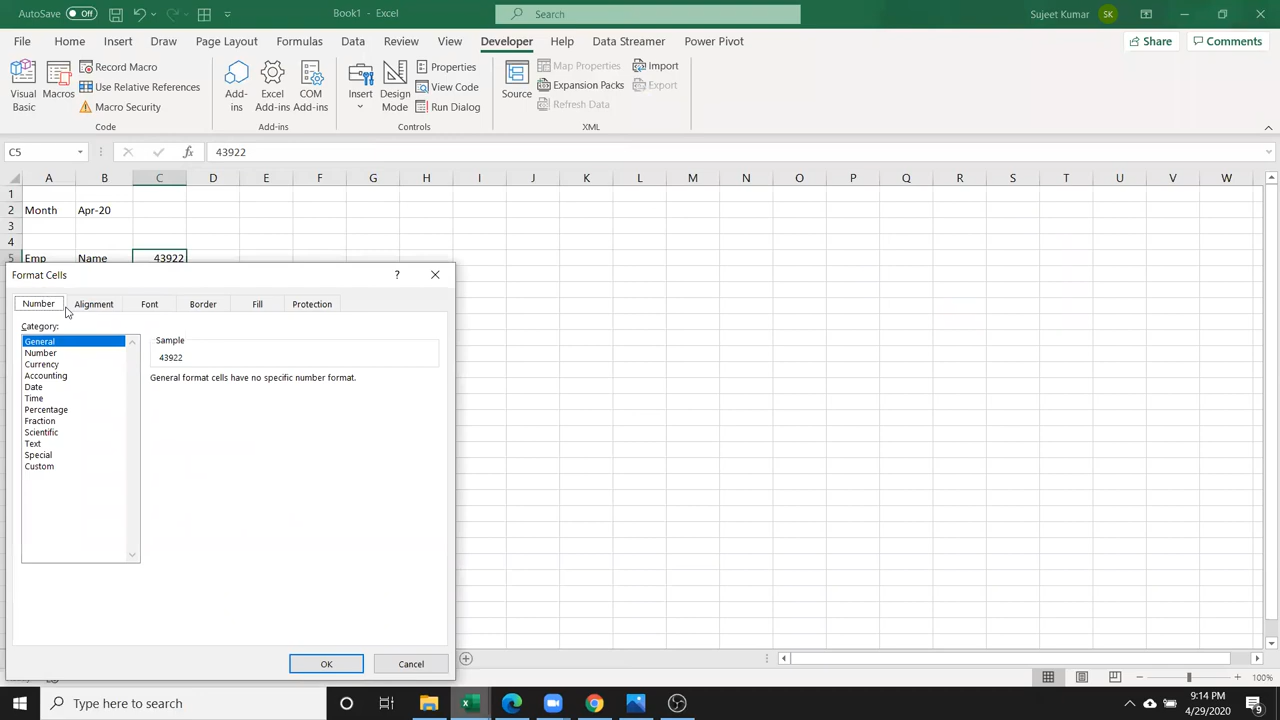 AutoSave Off Book1 - Excel Search Sujeet Kumar SK
File Home Insert Draw Page Layout Formulas Data Review View Developer Help Data Streamer Power Pivot Share Comments
Visual Basic
Macros
Record Macro
Use Relative References
Macro Security
Code
Add-ins
Excel Add-ins
COM Add-ins
Add-ins
Insert
Design Mode
Properties
View Code
Run Dialog
Controls
Source
Map Properties
Expansion Packs
Refresh Data
Import
Export
XML
C5 fx 43922
A B C D E F G H I J K L M N O P Q R S T U V W
1
2 Month Apr-20
3
4
5 Emp Name 43922
Format Cells ?
Number Alignment Font Border Fill Protection
Category:
General
Number
Currency
Accounting
Date
Time
Percentage
Fraction
Scientific
Text
Special
Custom
Sample
43922
General format cells have no specific number format.
OK Cancel
100%
Type here to search
9:14 PM
4/29/2020
9